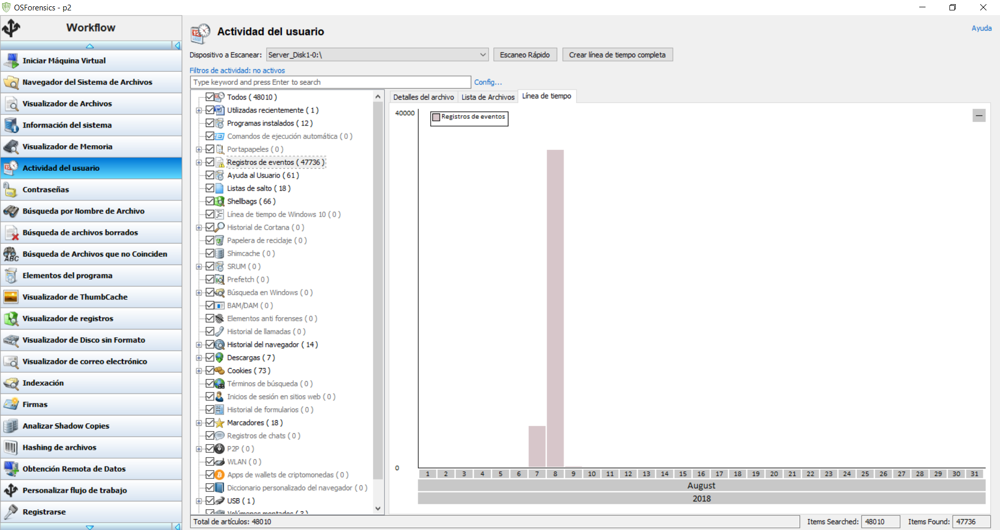 OSForensics - p2
Workflow
Iniciar Máquina Virtual
Navegador del Sistema de Archivos
Visualizador de Archivos
Información del sistema
Visualizador de Memoria
Actividad del usuario
Contraseñas
Búsqueda por Nombre de Archivo
Búsqueda de archivos borrados
Búsqueda de Archivos que no Coinciden
Elementos del programa
Visualizador de ThumbCache
Visualizador de registros
Visualizador de Disco sin Formato
Visualizador de correo electrónico
Indexación
Firmas
Analizar Shadow Copies
Hashing de archivos
Obtención Remota de Datos
Personalizar flujo de trabajo
Registrarse
Actividad del usuario
Ayuda
Dispositivo a Escanear: Server_Disk1-0:\ Escaneo Rápido Crear línea de tiempo completa
Filtros de actividad: no activos
Type keyword and press Enter to search Config...
Todos ( 48010 )
Utilizadas recientemente ( 1 )
Programas instalados ( 12 )
Comandos de ejecución automática ( 0 )
Portapapeles ( 0 )
Registros de eventos ( 47736 )
Ayuda al Usuario ( 61 )
Listas de salto ( 18 )
Shellbags ( 66 )
Línea de tiempo de Windows 10 ( 0 )
Historial de Cortana ( 0 )
Papelera de reciclaje ( 0 )
Shimcache ( 0 )
SRUM ( 0 )
Prefetch ( 0 )
Búsqueda en Windows ( 0 )
BAM/DAM ( 0 )
Elementos anti forenses ( 0 )
Historial de llamadas ( 0 )
Historial del navegador ( 14 )
Descargas ( 7 )
Cookies ( 73 )
Términos de búsqueda ( 0 )
Inicios de sesión en sitios web ( 0 )
Historial de formularios ( 0 )
Marcadores ( 18 )
Registros de chats ( 0 )
P2P ( 0 )
WLAN ( 0 )
Apps de wallets de criptomonedas ( 0 )
Diccionario personalizado del navegador ( 0 )
USB ( 1 )
Volúmenes montados ( 3 )
Detalles del archivo Lista de Archivos Línea de tiempo
40000
Registros de eventos
0
1 2 3 4 5 6 7 8 9 10 11 12 13 14 15 16 17 18 19 20 21 22 23 24 25 26 27 28 29 30 31
August
2018
Total de artículos: 48010 Items Searched: 48010 Items Found: 47736